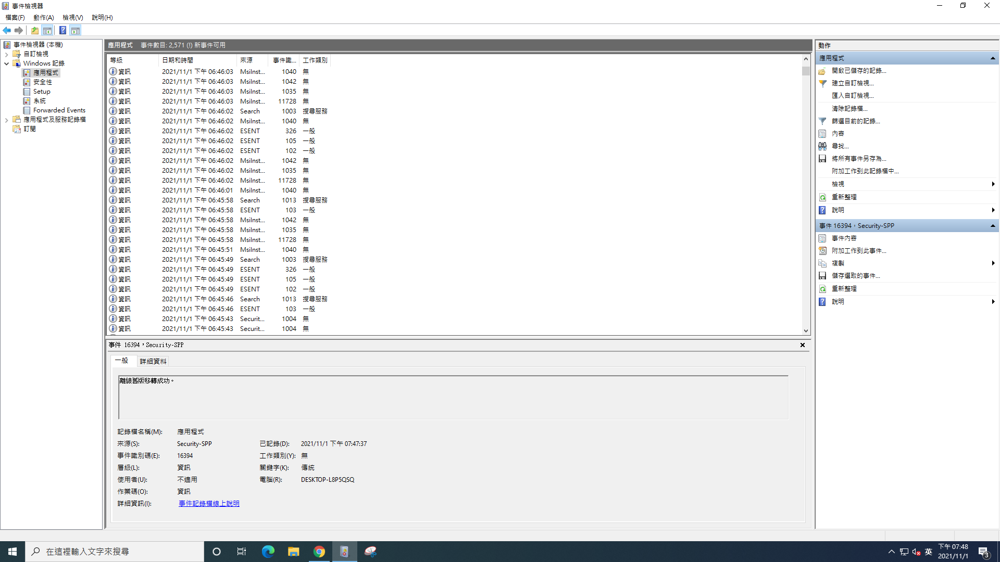 事件檢視器
檔案(F) 動作(A) 檢視(V) 說明(H)
事件檢視器 (本機)
自訂檢視
Windows 記錄
應用程式
安全性
Setup
系統
Forwarded Events
應用程式及服務記錄檔
訂閱
應用程式 事件數目: 2,571 (!) 新事件可用
等級 日期和時間 來源 事件識... 工作類別
資訊 2021/11/1 下午 06:46:03 MsiInst... 1040 無
資訊 2021/11/1 下午 06:46:03 MsiInst... 1042 無
資訊 2021/11/1 下午 06:46:03 MsiInst... 1035 無
資訊 2021/11/1 下午 06:46:03 MsiInst... 11728 無
資訊 2021/11/1 下午 06:46:02 Search 1003 搜尋服務
資訊 2021/11/1 下午 06:46:02 MsiInst... 1040 無
資訊 2021/11/1 下午 06:46:02 ESENT 326 一般
資訊 2021/11/1 下午 06:46:02 ESENT 105 一般
資訊 2021/11/1 下午 06:46:02 ESENT 102 一般
資訊 2021/11/1 下午 06:46:02 MsiInst... 1042 無
資訊 2021/11/1 下午 06:46:02 MsiInst... 1035 無
資訊 2021/11/1 下午 06:46:02 MsiInst... 11728 無
資訊 2021/11/1 下午 06:46:01 MsiInst... 1040 無
資訊 2021/11/1 下午 06:45:58 Search 1013 搜尋服務
資訊 2021/11/1 下午 06:45:58 ESENT 103 一般
資訊 2021/11/1 下午 06:45:58 MsiInst... 1042 無
資訊 2021/11/1 下午 06:45:58 MsiInst... 1035 無
資訊 2021/11/1 下午 06:45:58 MsiInst... 11728 無
資訊 2021/11/1 下午 06:45:51 MsiInst... 1040 無
資訊 2021/11/1 下午 06:45:49 Search 1003 搜尋服務
資訊 2021/11/1 下午 06:45:49 ESENT 326 一般
資訊 2021/11/1 下午 06:45:49 ESENT 105 一般
資訊 2021/11/1 下午 06:45:49 ESENT 102 一般
資訊 2021/11/1 下午 06:45:46 Search 1013 搜尋服務
資訊 2021/11/1 下午 06:45:46 ESENT 103 一般
資訊 2021/11/1 下午 06:45:43 Securit... 1004 無
資訊 2021/11/1 下午 06:45:43 Securit... 1004 無
事件 16394，Security-SPP
一般 詳細資料
離線舊版移轉成功。
記錄檔名稱(M): 應用程式
來源(S): Security-SPP 已記錄(D): 2021/11/1 下午 07:47:37
事件識別碼(E): 16394 工作類別(Y): 無
層級(L): 資訊 關鍵字(K): 傳統
使用者(U): 不適用 電腦(R): DESKTOP-L8P5QSQ
作業碼(O): 資訊
詳細資訊(I): 事件記錄檔線上說明
動作
應用程式
開啟已儲存的記錄...
建立自訂檢視...
匯入自訂檢視...
清除記錄檔...
篩選目前的記錄...
內容
尋找...
將所有事件另存為...
附加工作到此記錄檔中...
檢視
重新整理
說明
事件 16394，Security-SPP
事件內容
附加工作到此事件...
複製
儲存選取的事件...
重新整理
說明
在這裡輸入文字來搜尋
英
下午 07:48
2021/11/1
3